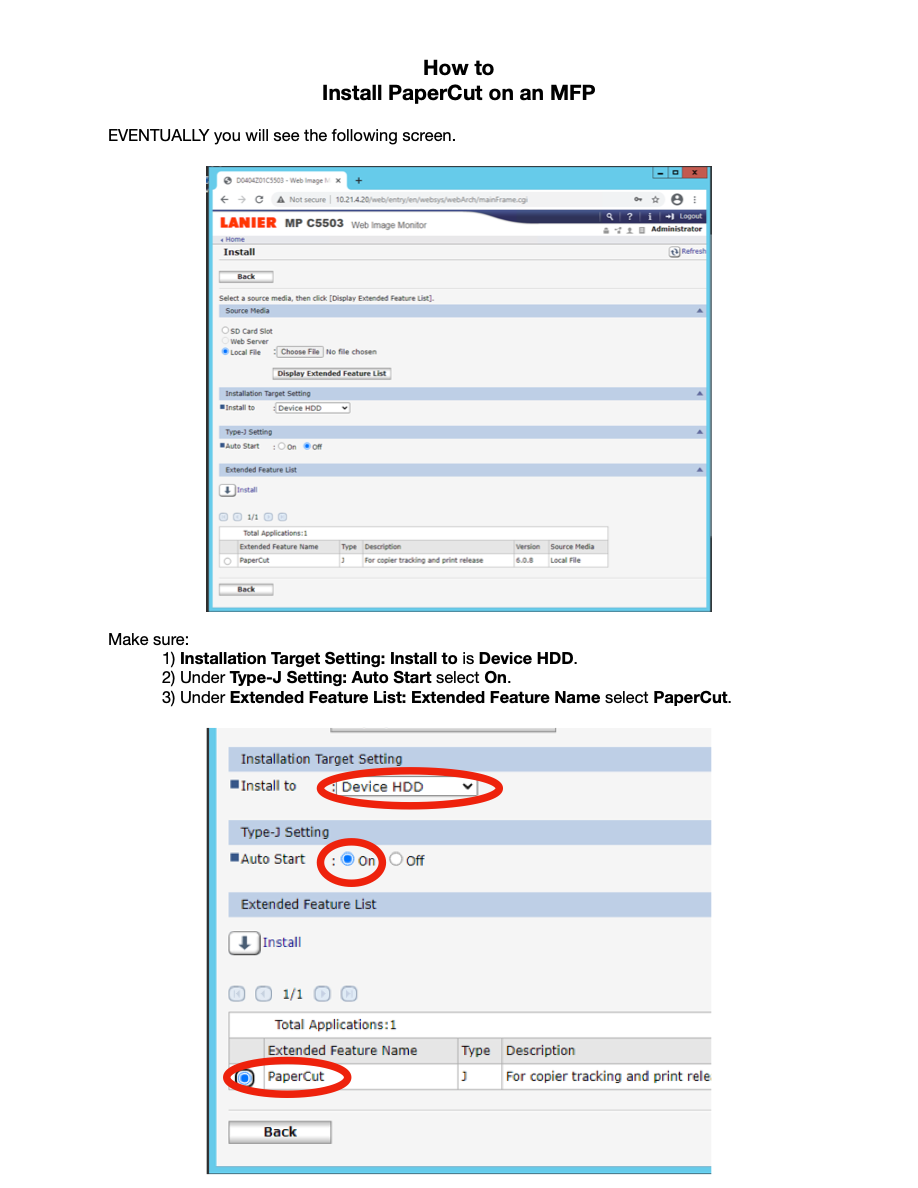 How to
Install PaperCut on an MFP
EVENTUALLY you will see the following screen.
D0404Z01C5503 - Web Image M
Not secure | 10.21.4.20/web/entry/en/websys/webArch/mainFrame.cgi
LANIER MP C5503 Web Image Monitor
? i Logout
Administrator
Home
Install
Refresh
Back
Select a source media, then click [Display Extended Feature List].
Source Media
SD Card Slot
Web Server
Local File : Choose File No file chosen
Display Extended Feature List
Installation Target Setting
Install to : Device HDD
Type-J Setting
Auto Start : On Off
Extended Feature List
Install
1/1
Total Applications:1
Extended Feature Name Type Description Version Source Media
PaperCut J For copier tracking and print release 6.0.8 Local File
Back
Make sure:
1) Installation Target Setting: Install to is Device HDD.
2) Under Type-J Setting: Auto Start select On.
3) Under Extended Feature List: Extended Feature Name select PaperCut.
Installation Target Setting
Install to : Device HDD
Type-J Setting
Auto Start : On Off
Extended Feature List
Install
1/1
Total Applications:1
Extended Feature Name Type Description
PaperCut J For copier tracking and print rele
Back